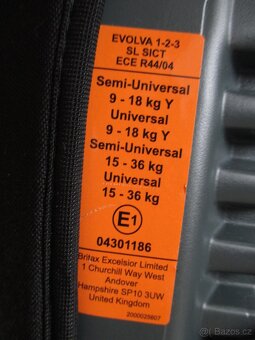 EVOLVA 1-2-3
SL SICT
ECE R44/04
Semi-Universal
9 - 18 kg Y
Universal
9 - 18 kg Y
Semi-Universal
15 - 36 kg
Universal
15 - 36 kg
E1
04301186
Britax Excelsior Limited
1 Churchill Way West
Andover
Hampshire SP10 3UW
United Kingdom
2000025607
Bazoš.cz